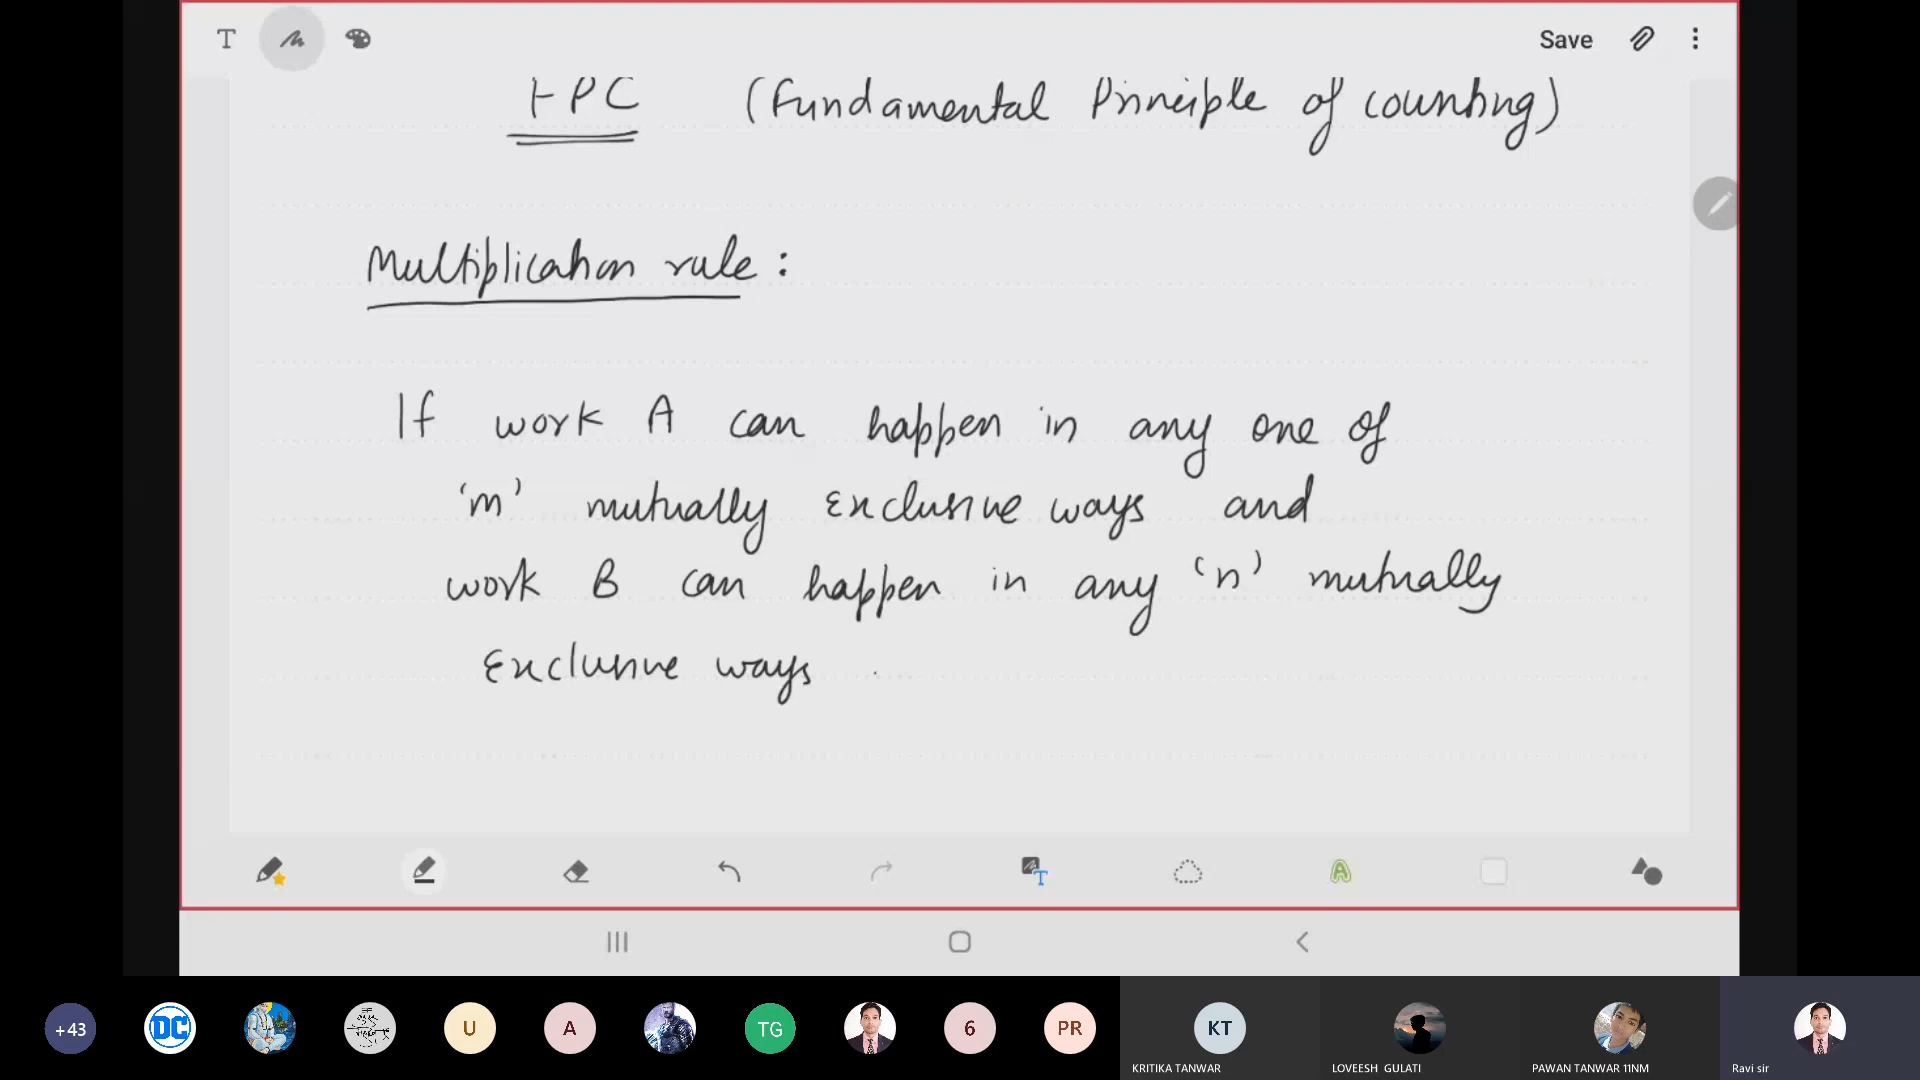 T Save
FPC (Fundamental Principle of counting)
Multiplication rule :
If work A can happen in any one of
'm' mutually exclusive ways and
work B can happen in any 'n' mutually
exclusive ways
T A
+43 DC U A TG 6 PR KT
KRITIKA TANWAR LOVEESH GULATI PAWAN TANWAR 11NM Ravi sir